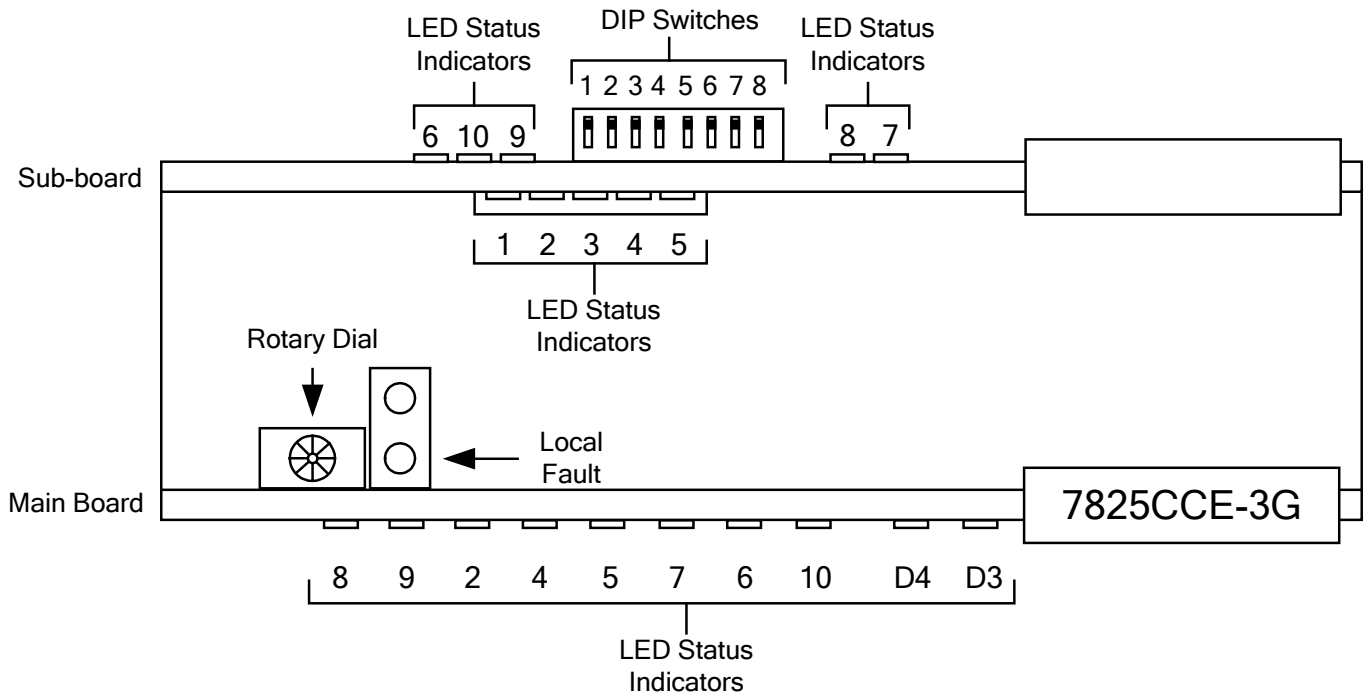 LED Status
Indicators
DIP Switches
LED Status
Indicators
1 2 3 4 5 6 7 8
6 10 9
8 7
Sub-board
1 2 3 4 5
LED Status
Indicators
Rotary Dial
Local
Fault
Main Board
7825CCE-3G
8 9 2 4 5 7 6 10 D4 D3
LED Status
Indicators